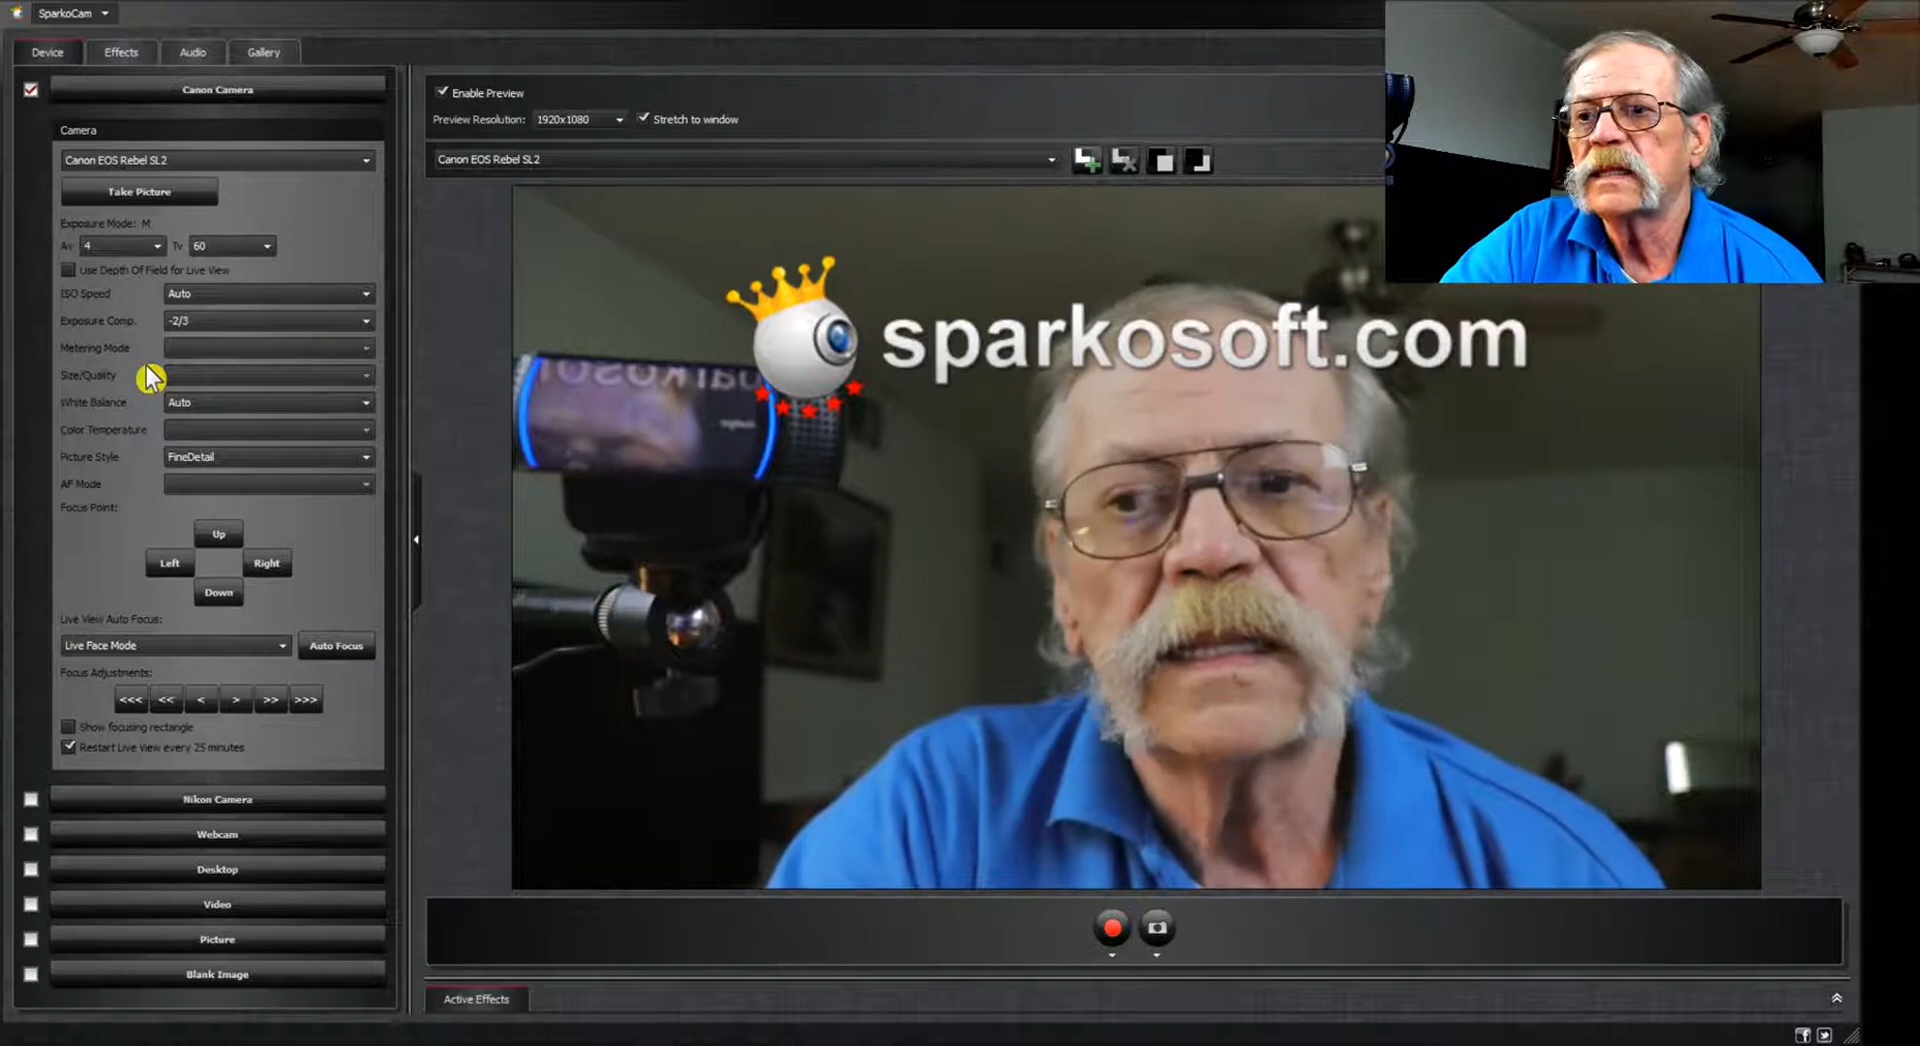 SparkoCam
Device Effects Audio Gallery
Canon Camera
Camera
Canon EOS Rebel SL2
Take Picture
Exposure Mode: M
Av 4 Tv 60
Use Depth Of Field for Live View
ISO Speed Auto
Exposure Comp. -2/3
Metering Mode
Size/Quality
White Balance Auto
Color Temperature
Picture Style FineDetail
AF Mode
Focus Point:
Up
Left Right
Down
Live View Auto Focus:
Live Face Mode Auto Focus
Focus Adjustments:
<<< << < > >> >>>
Show focusing rectangle
Restart Live View every 25 minutes
Nikon Camera
Webcam
Desktop
Video
Picture
Blank Image
Enable Preview
Preview Resolution: 1920x1080 Stretch to window
Canon EOS Rebel SL2
sparkosoft.com
Active Effects